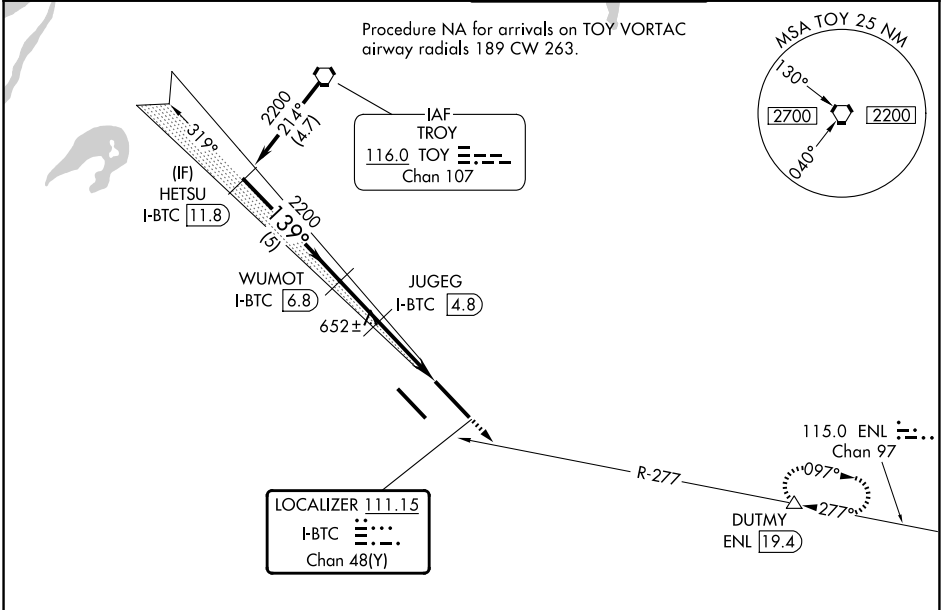 Procedure NA for arrivals on TOY VORTAC
airway radials 189 CW 263.
MSA TOY 25 NM
130°
2700
2200
040°
2200
214°
(4.7)
IAF
TROY
116.0 TOY
Chan 107
319°
(IF)
HETSU
I-BTC 11.8
2200
139°
(5)
WUMOT
I-BTC 6.8
JUGEG
I-BTC 4.8
652±
LOCALIZER 111.15
I-BTC
Chan 48(Y)
R-277
115.0 ENL
Chan 97
097°
277°
DUTMY
ENL 19.4